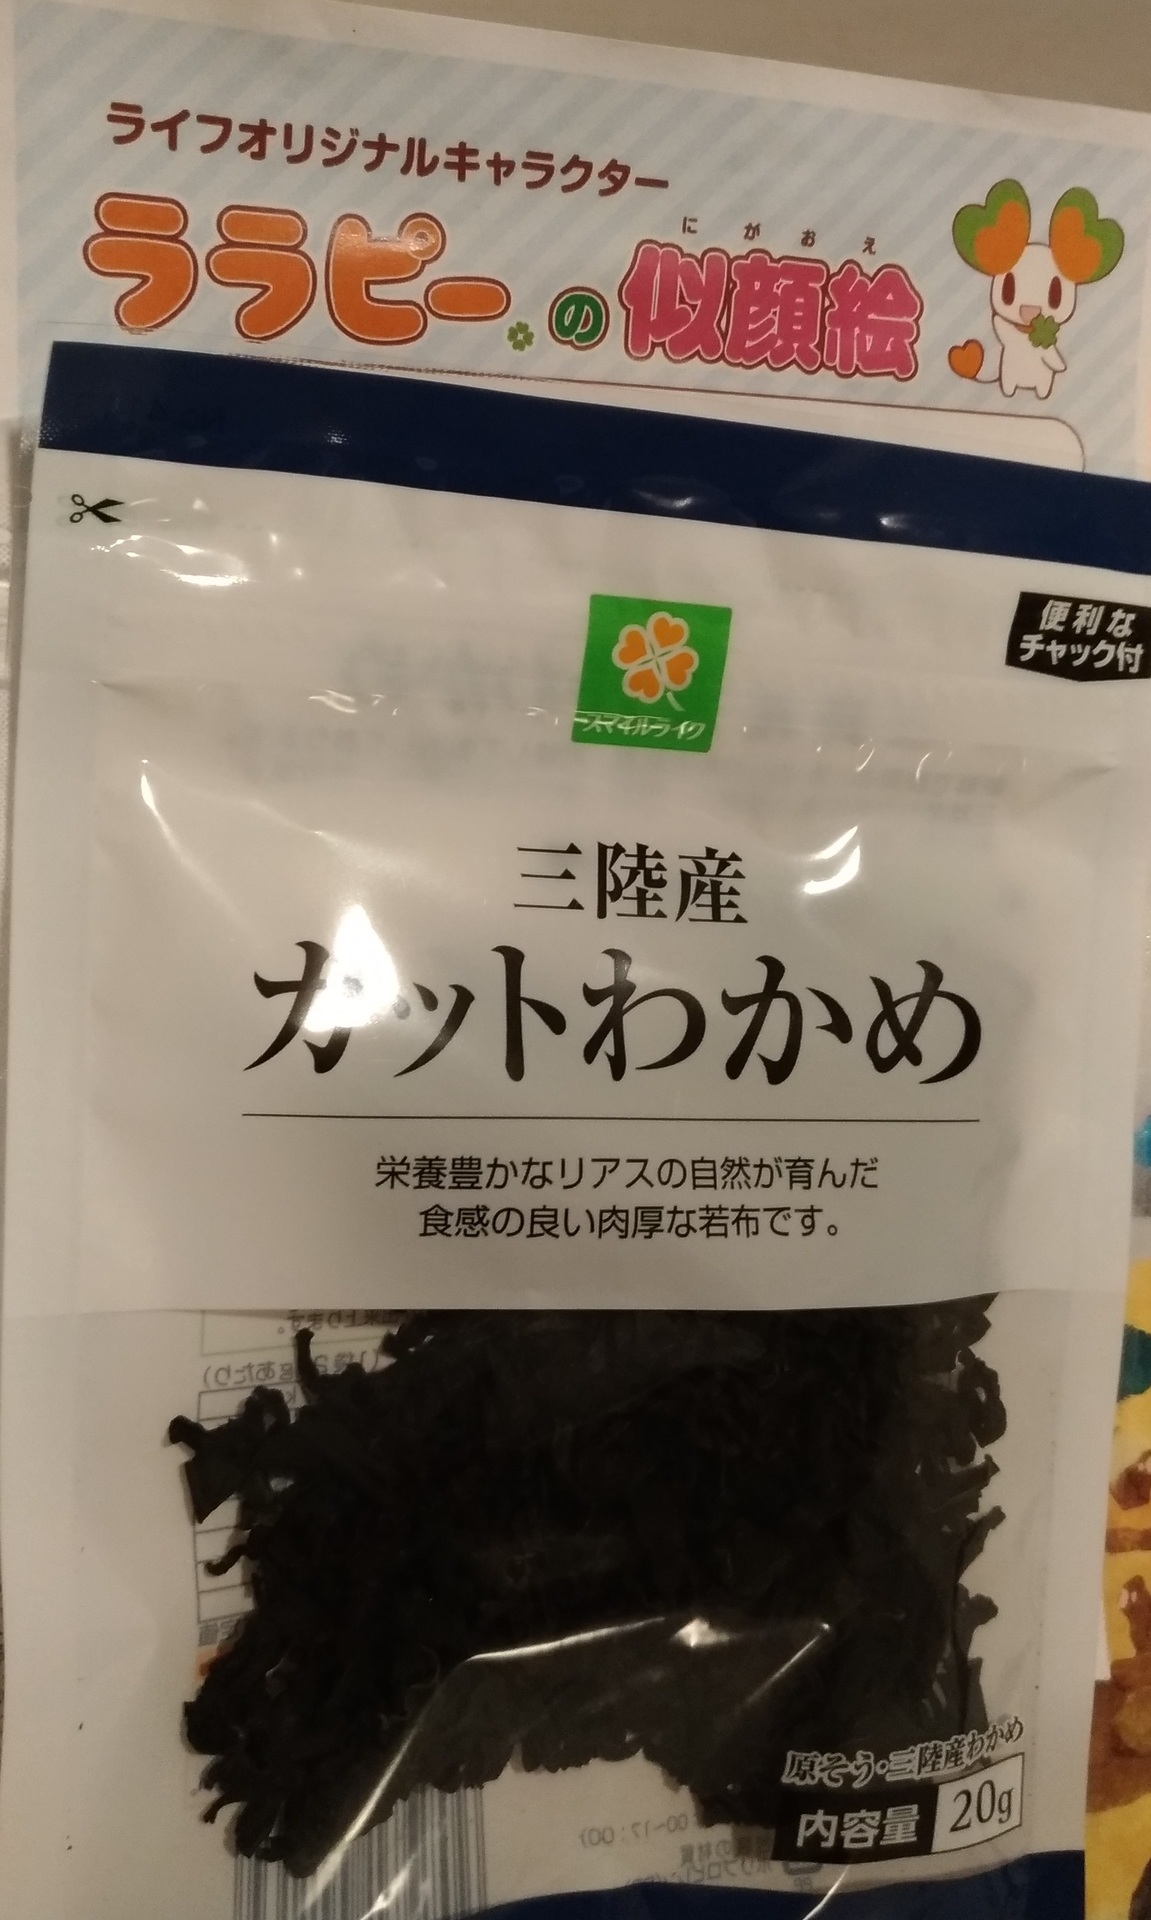 ライフオリジナルキャラクター
にがおえ
ララピーの似顔絵
便利な
チャック付
スマイルライフ
三陸産
カットわかめ
栄養豊かなリアスの自然が育んだ
食感の良い肉厚な若布です。
原そう・三陸産わかめ
内容量 20g